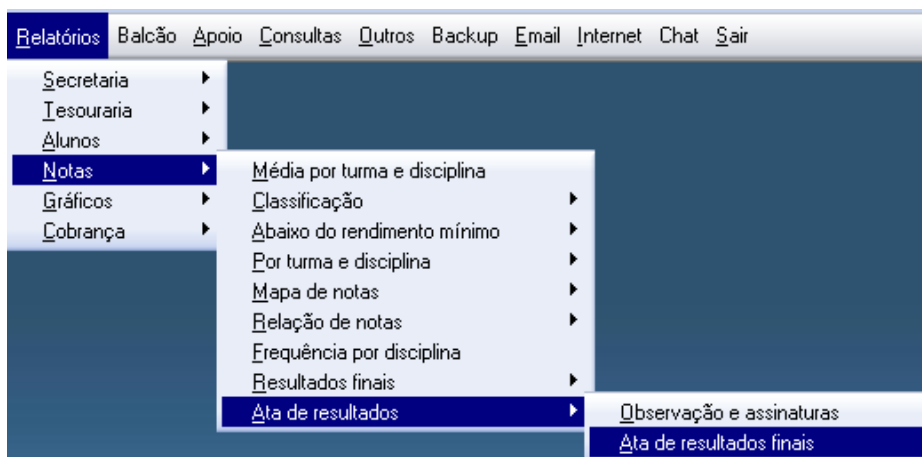 Relatórios Balcão Apoio Consultas Outros Backup Email Internet Chat Sair
Secretaria
Tesouraria
Alunos
Notas
Gráficos
Cobrança
Média por turma e disciplina
Classificação
Abaixo do rendimento mínimo
Por turma e disciplina
Mapa de notas
Relação de notas
Frequência por disciplina
Resultados finais
Ata de resultados
Observação e assinaturas
Ata de resultados finais